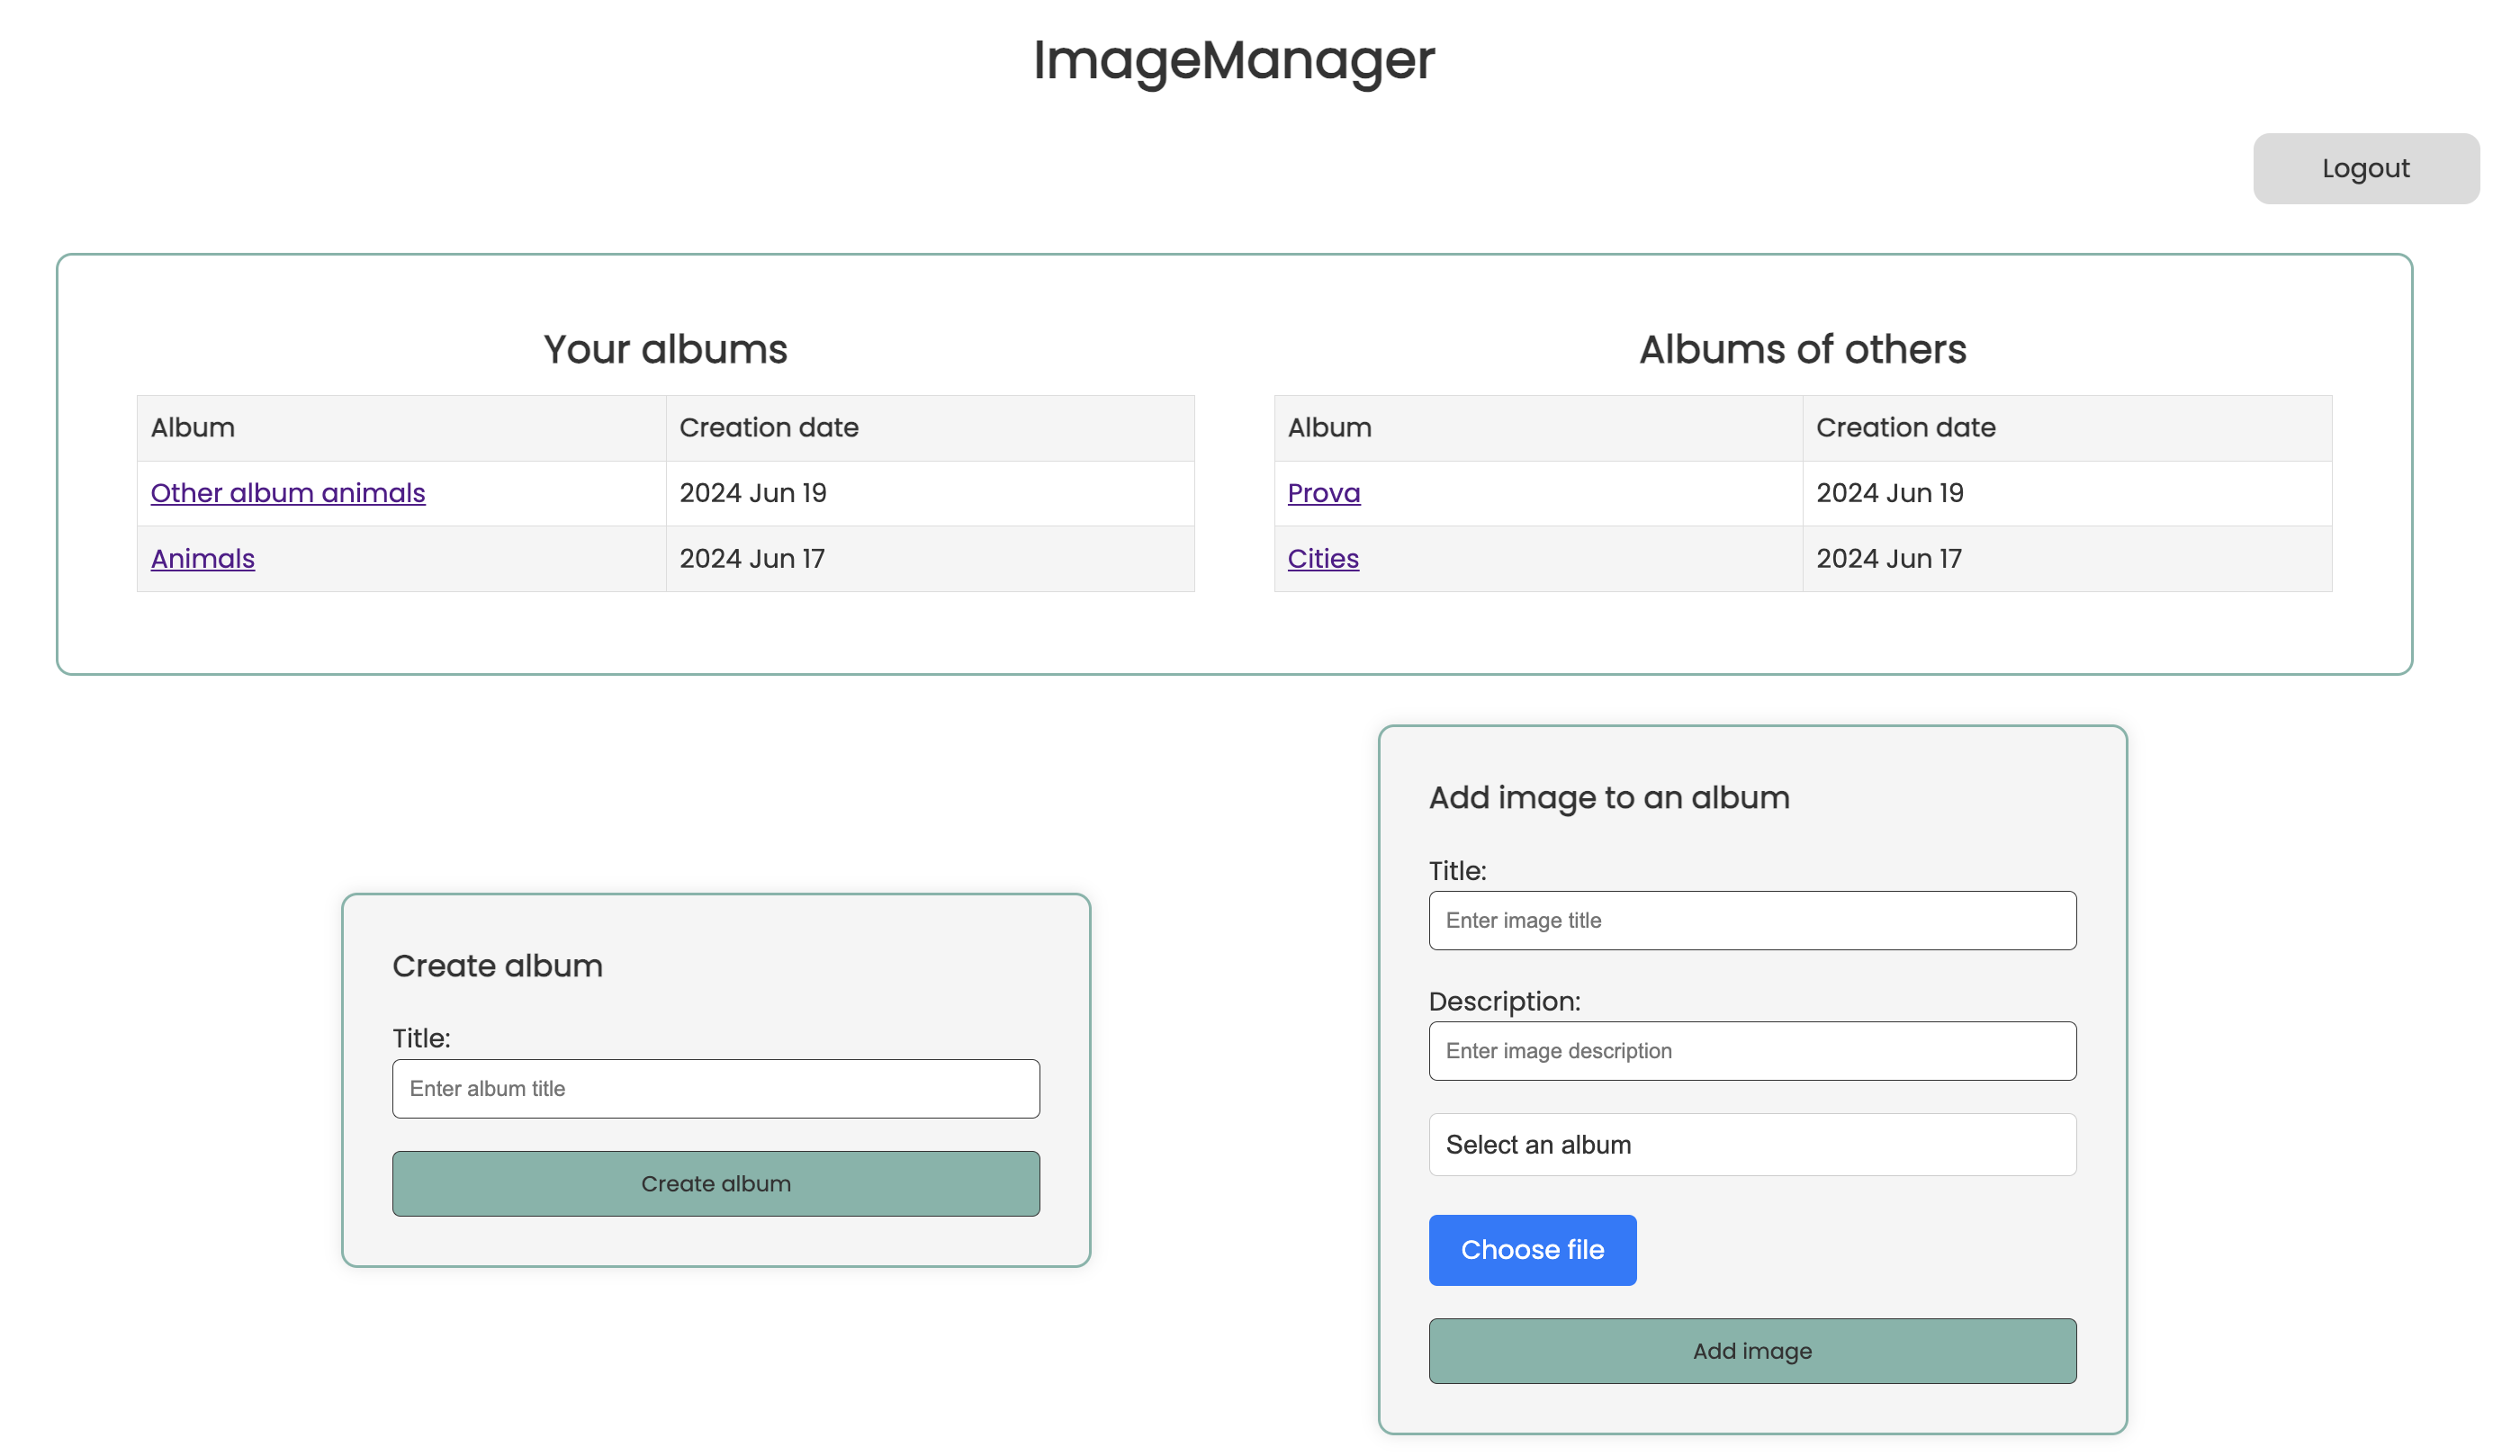 ImageManager
Logout
Your albums
Album Creation date
Other album animals 2024 Jun 19
Animals 2024 Jun 17
Albums of others
Album Creation date
Prova 2024 Jun 19
Cities 2024 Jun 17
Create album
Title:
Enter album title
Create album
Add image to an album
Title:
Enter image title
Description:
Enter image description
Select an album
Choose file
Add image